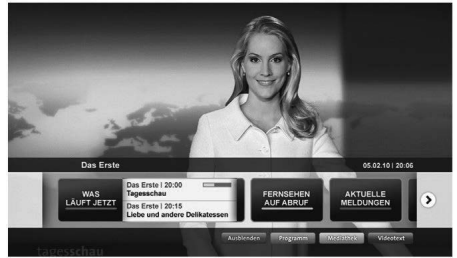 Das Erste
05.02.10 | 20:06
WAS
LÄUFT JETZT
Das Erste | 20:00
Tagesschau
Das Erste | 20:15
Liebe und andere Delikatessen
FERNSEHEN
AUF ABRUF
AKTUELLE
MELDUNGEN
Ausblenden
Programm
Mediathek
Videotext
tagesschau